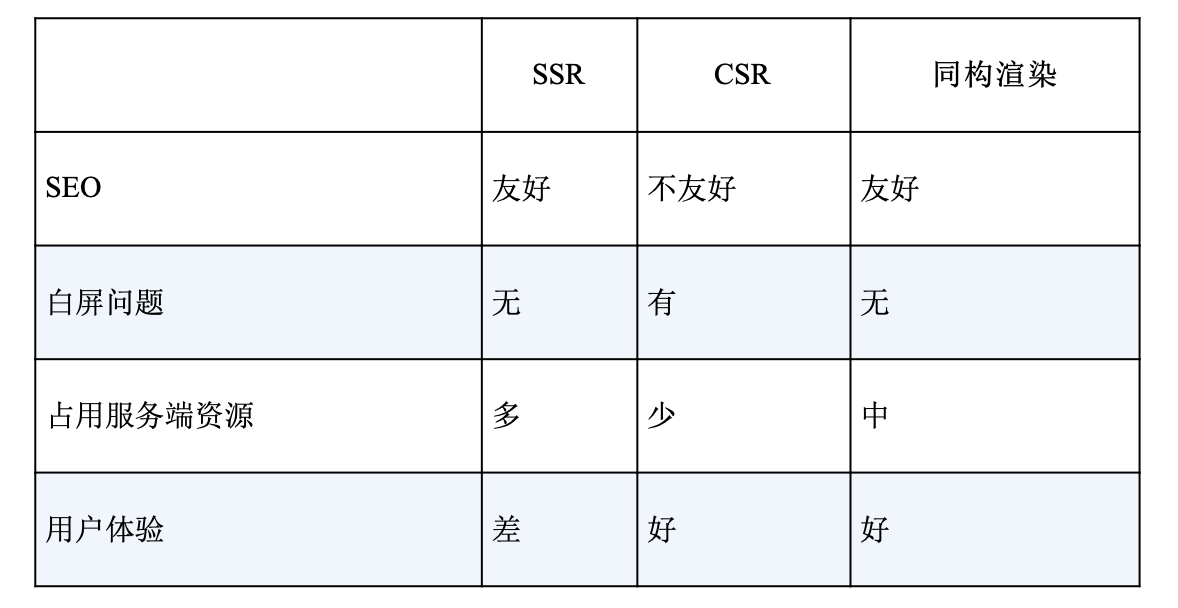 SSR CSR 同构渲染
SEO 友好 不友好 友好
白屏问题 无 有 无
占用服务端资源 多 少 中
用户体验 差 好 好